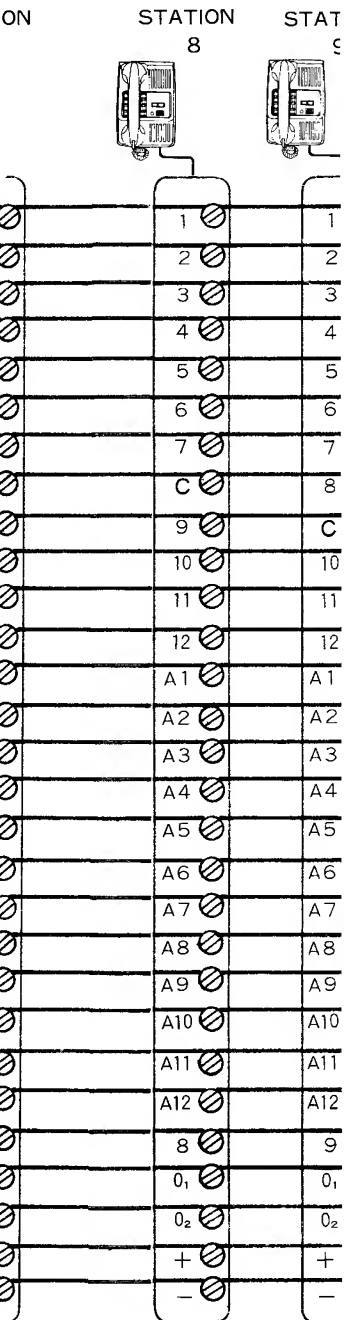 ON STATION STAT
8 9
1 1
2 2
3 3
4 4
5 5
6 6
7 7
C 8
9 C
10 10
11 11
12 12
A1 A1
A2 A2
A3 A3
A4 A4
A5 A5
A6 A6
A7 A7
A8 A8
A9 A9
A10 A10
A11 A11
A12 A12
8 9
0₁ 0₁
0₂ 0₂
+ +
− −